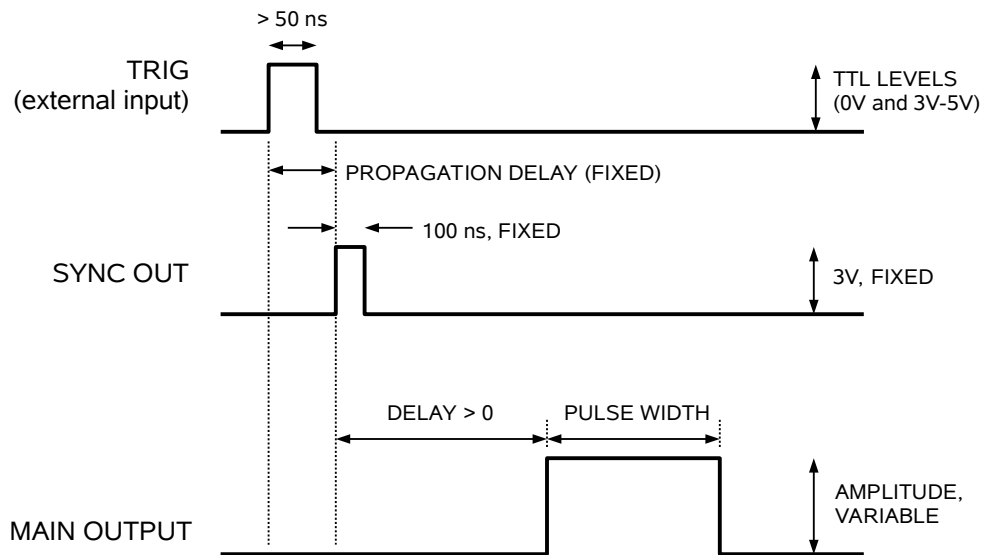 > 50 ns
TRIG
(external input)
TTL LEVELS
(0V and 3V-5V)
PROPAGATION DELAY (FIXED)
100 ns, FIXED
SYNC OUT
3V, FIXED
DELAY > 0
PULSE WIDTH
AMPLITUDE,
VARIABLE
MAIN OUTPUT